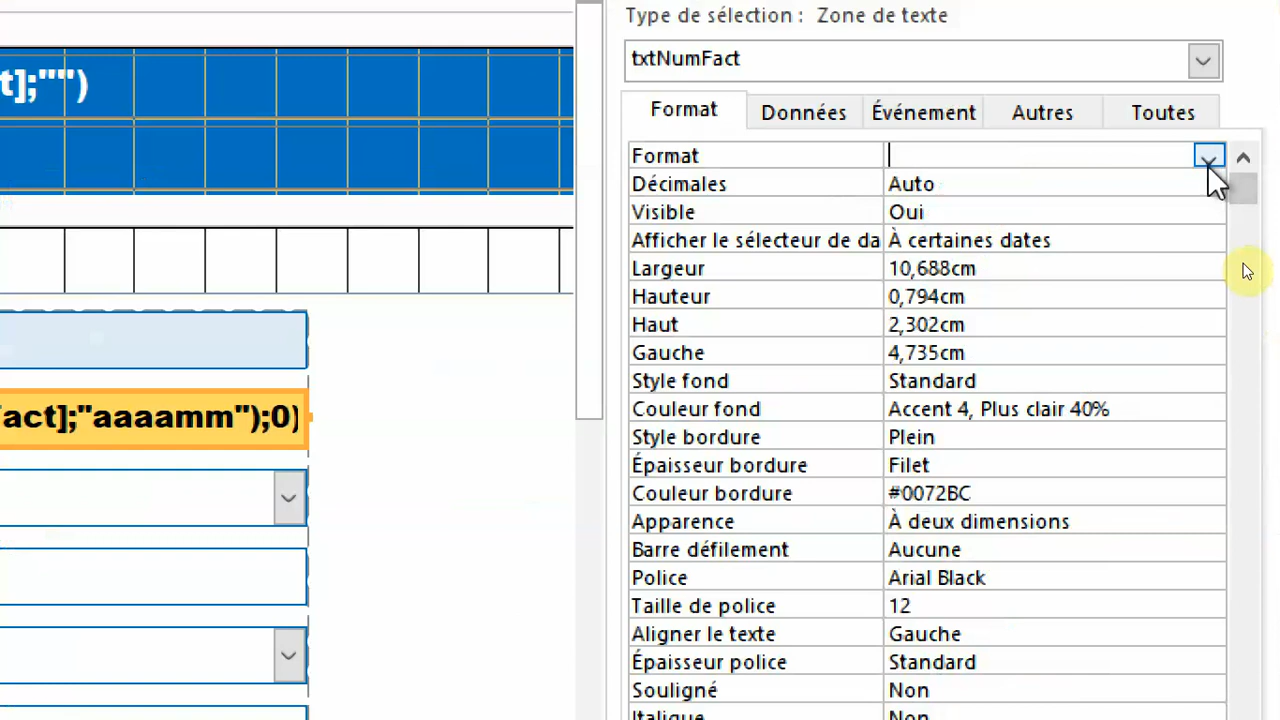 Type de sélection : Zone de texte
txtNumFact
Format Données Événement Autres Toutes
t];"")
Format
Décimales Auto
Visible Oui
Afficher le sélecteur de da À certaines dates
Largeur 10,688cm
Hauteur 0,794cm
Haut 2,302cm
Gauche 4,735cm
Style fond Standard
Couleur fond Accent 4, Plus clair 40%
act];"aaaamm");0)
Style bordure Plein
Épaisseur bordure Filet
Couleur bordure #0072BC
Apparence À deux dimensions
Barre défilement Aucune
Police Arial Black
Taille de police 12
Aligner le texte Gauche
Épaisseur police Standard
Souligné Non
Italique Non